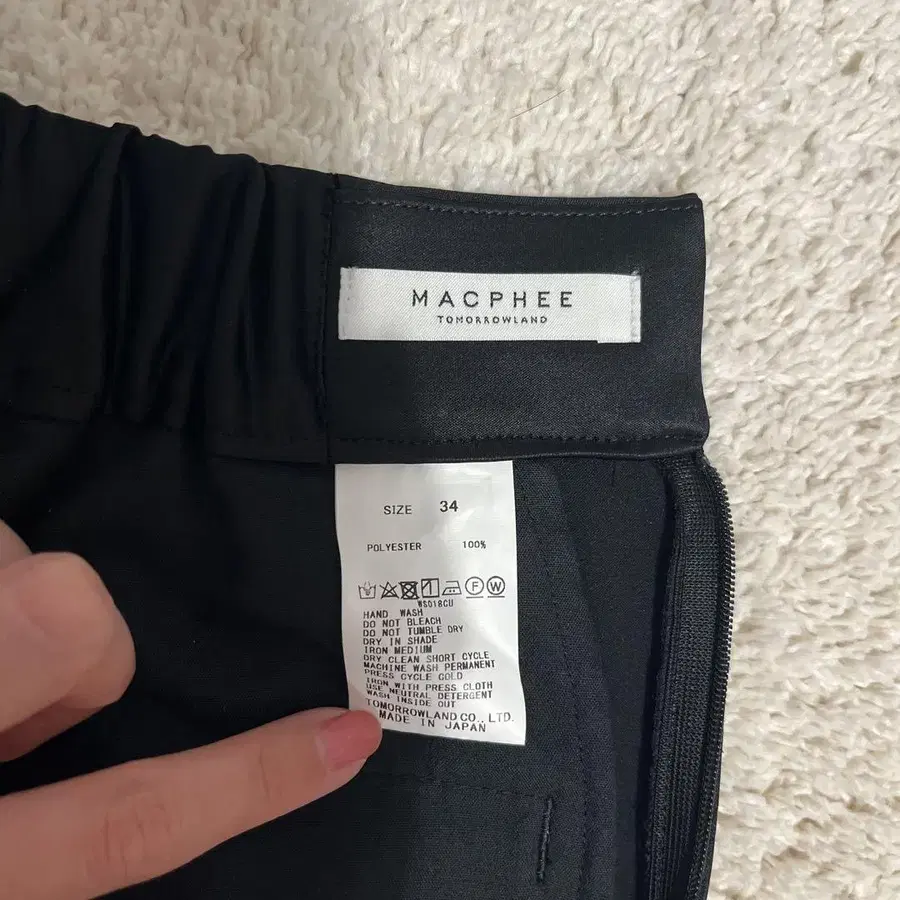 MACPHEE
TOMORROWLAND
SIZE 34
POLYESTER 100%
F W
WS018CU
HAND WASH
DO NOT BLEACH
DO NOT TUMBLE DRY
DRY IN SHADE
IRON MEDIUM
DRY CLEAN SHORT CYCLE
MACHINE WASH PERMANENT
PRESS CYCLE COLD
IRON WITH PRESS CLOTH
USE NEUTRAL DETERGENT
WASH INSIDE OUT
TOMORROWLAND CO., LTD.
MADE IN JAPAN